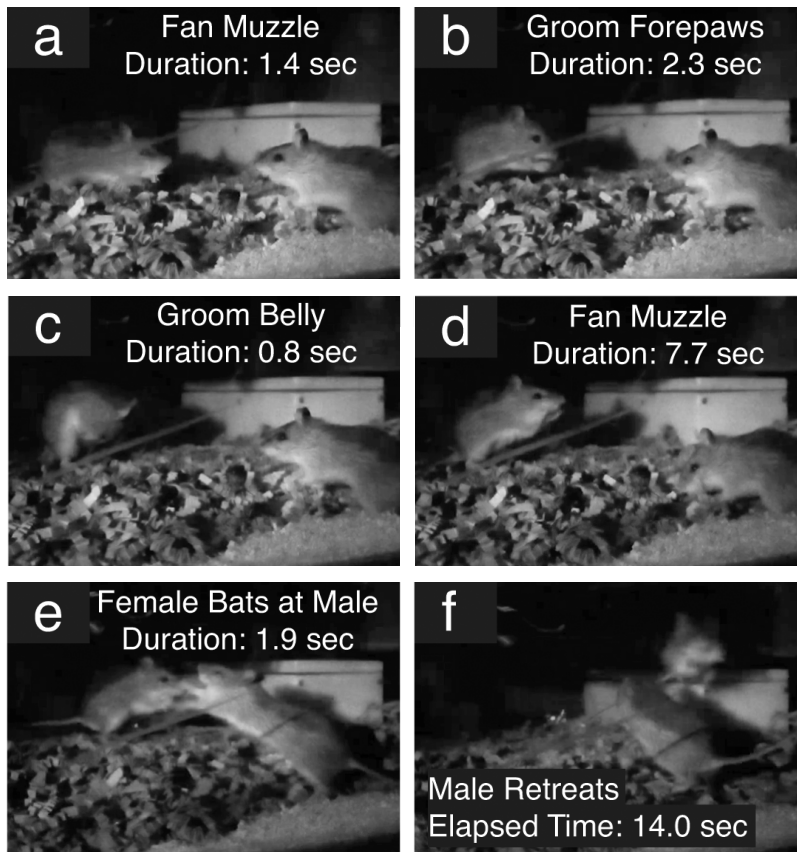 a
Fan Muzzle
Duration: 1.4 sec
b
Groom Forepaws
Duration: 2.3 sec
c
Groom Belly
Duration: 0.8 sec
d
Fan Muzzle
Duration: 7.7 sec
e
Female Bats at Male
Duration: 1.9 sec
f
Male Retreats
Elapsed Time: 14.0 sec